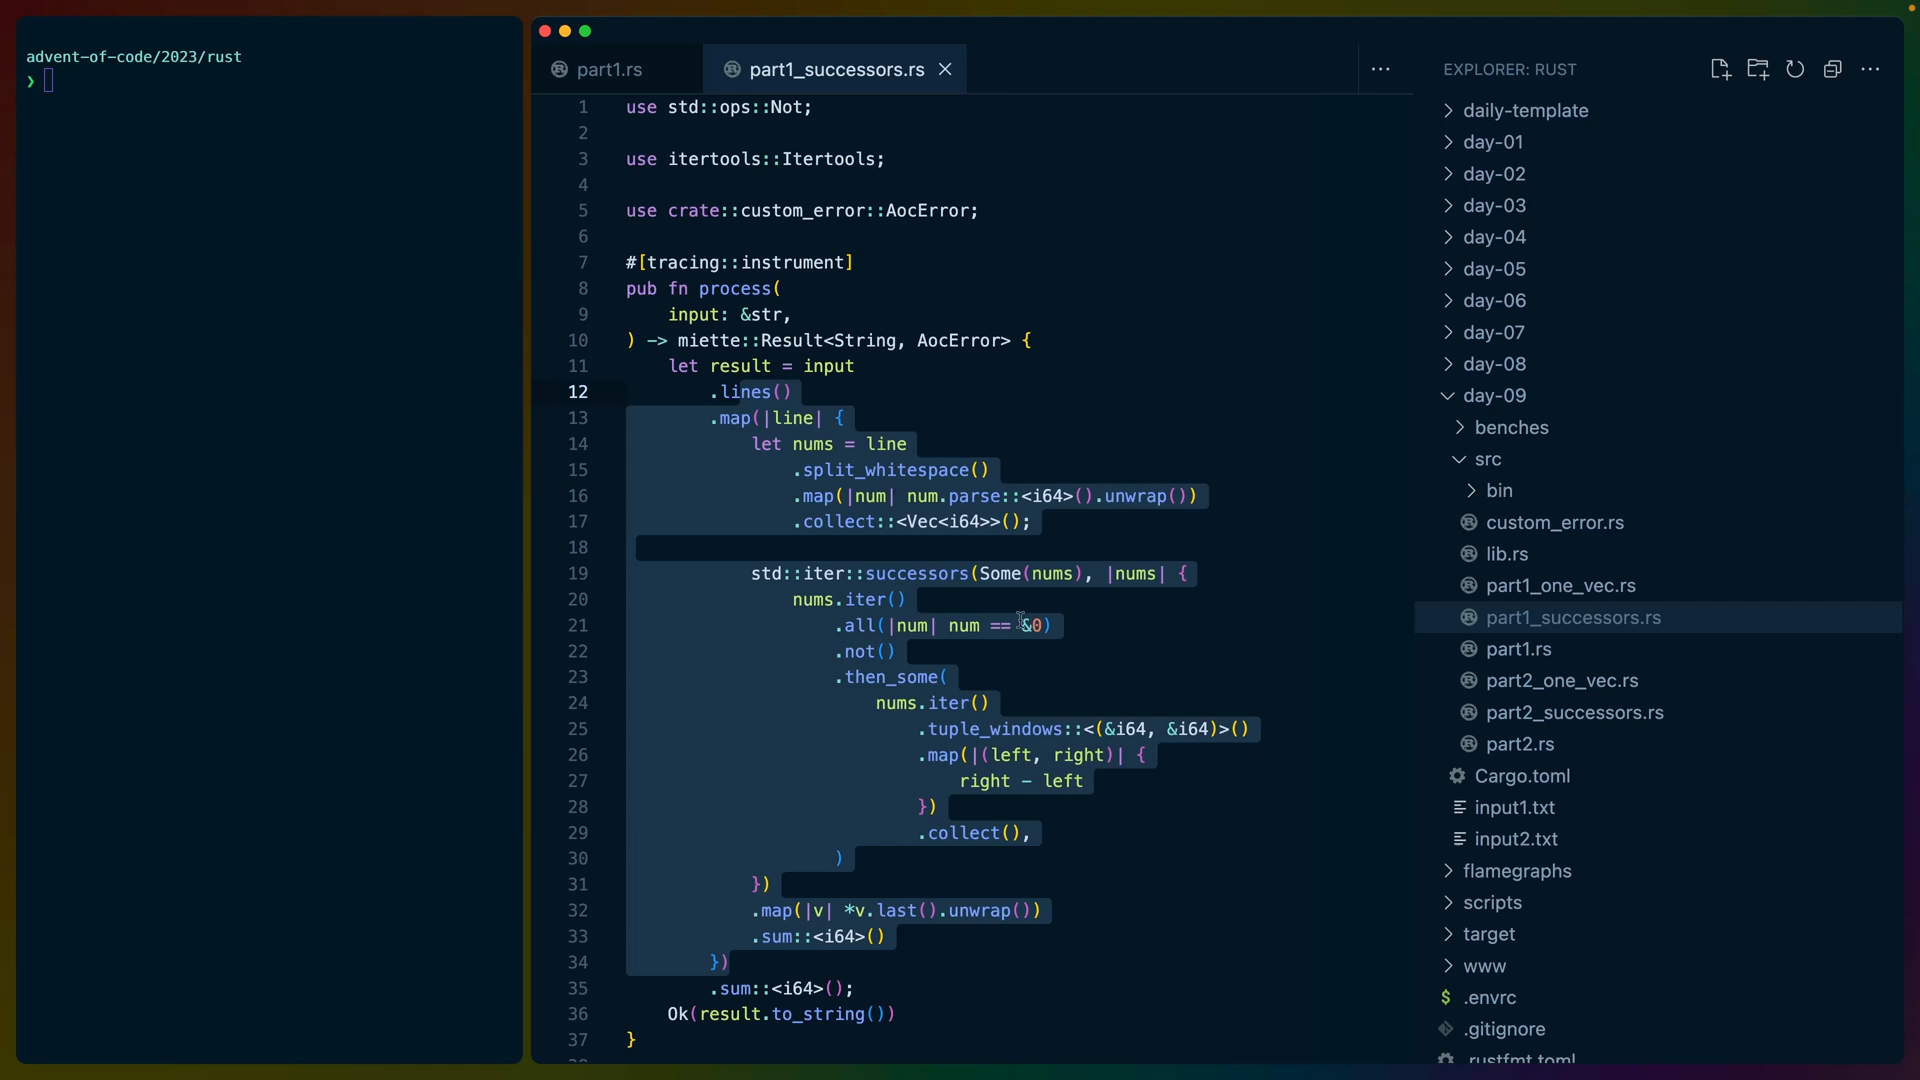 advent-of-code/2023/rust
❯
part1.rs
part1_successors.rs
1 use std::ops::Not;
2
3 use itertools::Itertools;
4
5 use crate::custom_error::AocError;
6
7 #[tracing::instrument]
8 pub fn process(
9     input: &str,
10 ) -> miette::Result<String, AocError> {
11     let result = input
12         .lines()
13         .map(|line| {
14             let nums = line
15                 .split_whitespace()
16                 .map(|num| num.parse::<i64>().unwrap())
17                 .collect::<Vec<i64>>();
18
19             std::iter::successors(Some(nums), |nums| {
20                 nums.iter()
21                     .all(|num| num == &0)
22                     .not()
23                     .then_some(
24                         nums.iter()
25                             .tuple_windows::<(&i64, &i64)>()
26                             .map(|(left, right)| {
27                                 right - left
28                             })
29                             .collect(),
30                     )
31             })
32             .map(|v| *v.last().unwrap())
33             .sum::<i64>()
34         })
35         .sum::<i64>();
36     Ok(result.to_string())
37 }
38
EXPLORER: RUST
daily-template
day-01
day-02
day-03
day-04
day-05
day-06
day-07
day-08
day-09
benches
src
bin
custom_error.rs
lib.rs
part1_one_vec.rs
part1_successors.rs
part1.rs
part2_one_vec.rs
part2_successors.rs
part2.rs
Cargo.toml
input1.txt
input2.txt
flamegraphs
scripts
target
www
$ .envrc
.gitignore
.rustfmt.toml